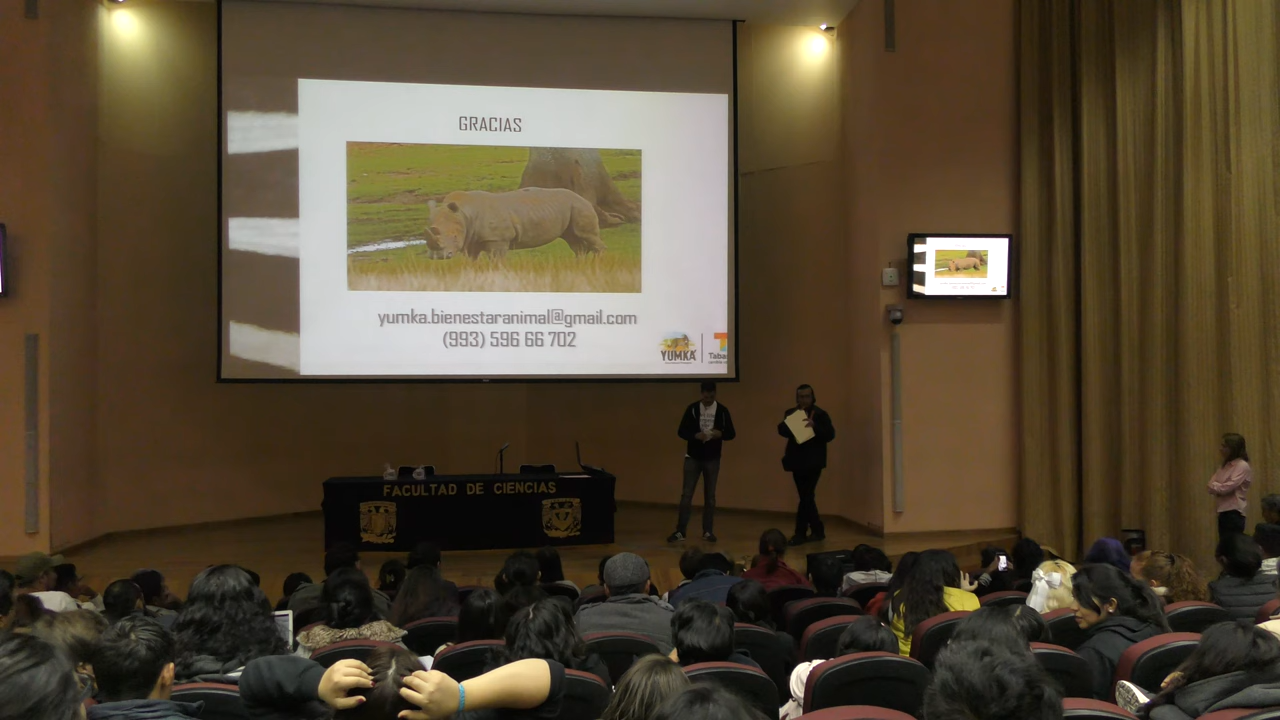 GRACIAS
yumka.bienestaranimal@gmail.com
(993) 596 66 702
YUMKA'
FACULTAD DE CIENCIAS